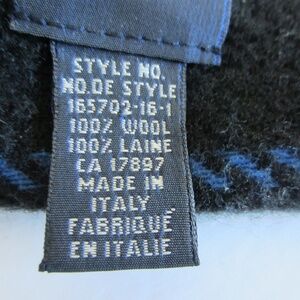 STYLE NO.
NO.DE STYLE
165702-16-1
100% WOOL
100% LAINE
CA 17897
MADE IN
ITALY
FABRIQUÉ
EN ITALIE